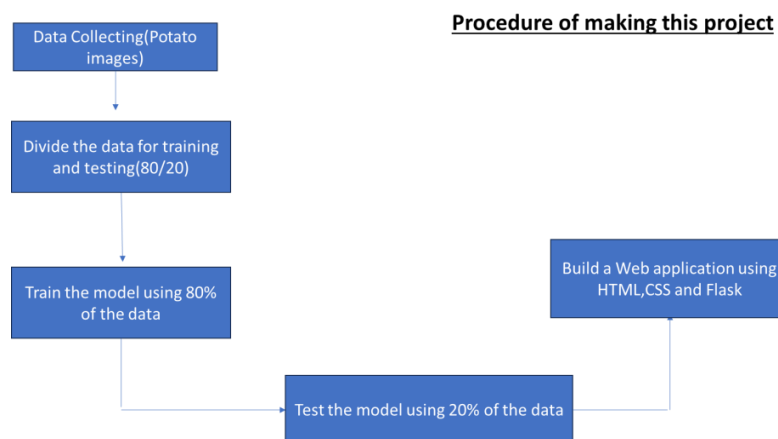 Procedure of making this project
Data Collecting(Potato
images)
Divide the data for training
and testing(80/20)
Train the model using 80%
of the data
Test the model using 20% of the data
Build a Web application using
HTML,CSS and Flask